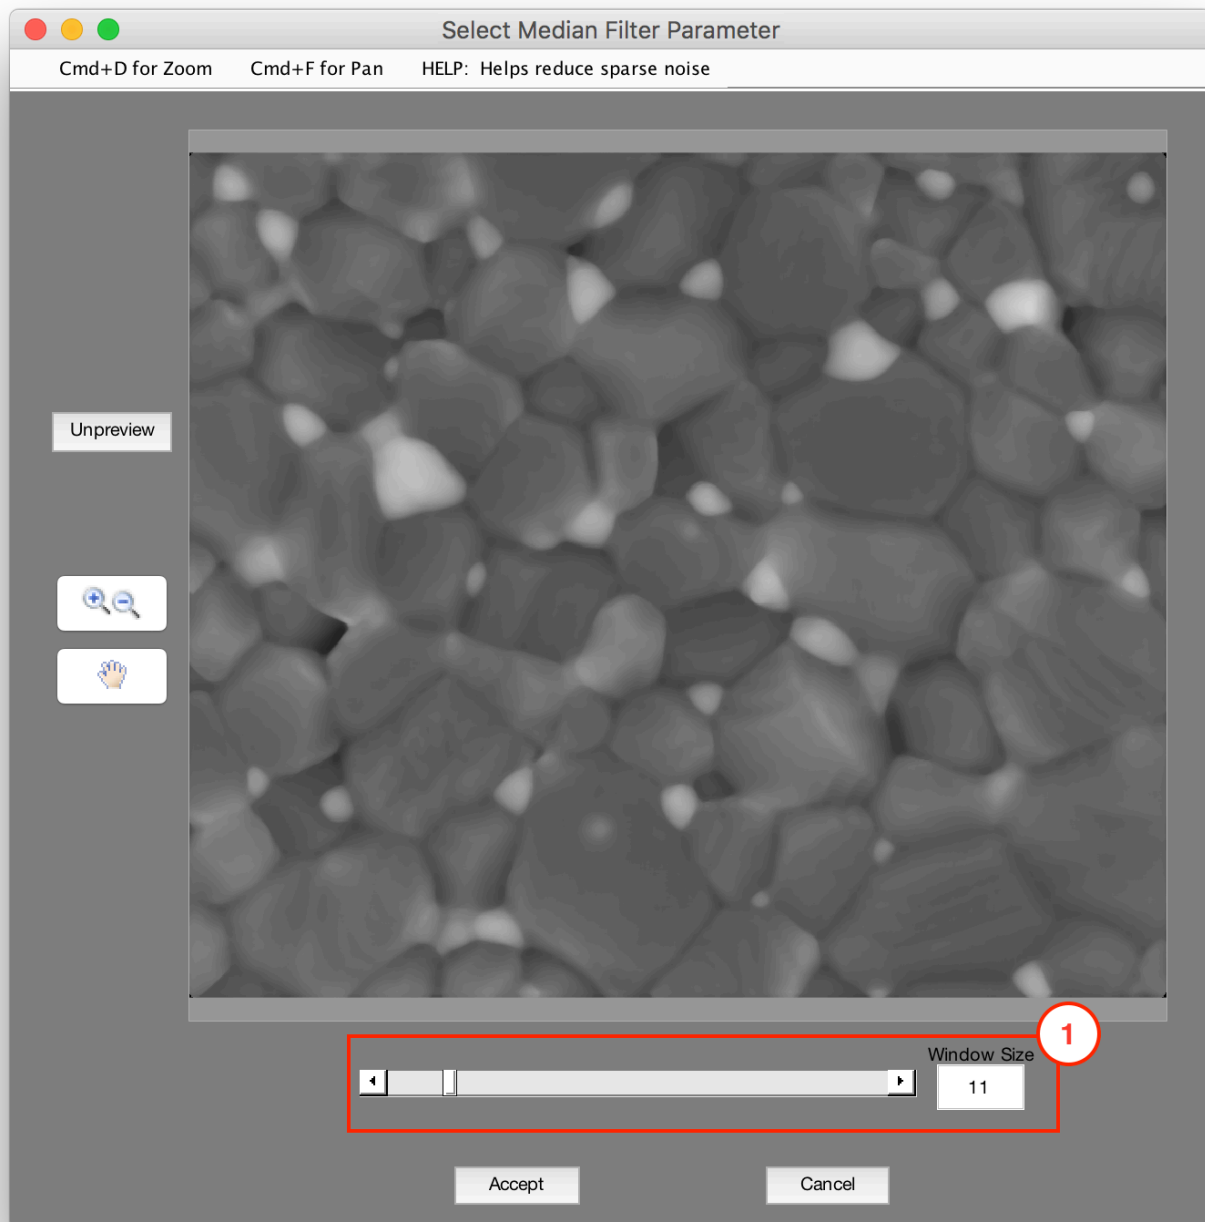 Select Median Filter Parameter
Cmd+D for Zoom Cmd+F for Pan HELP: Helps reduce sparse noise
Unpreview
1
Window Size
11
Accept Cancel